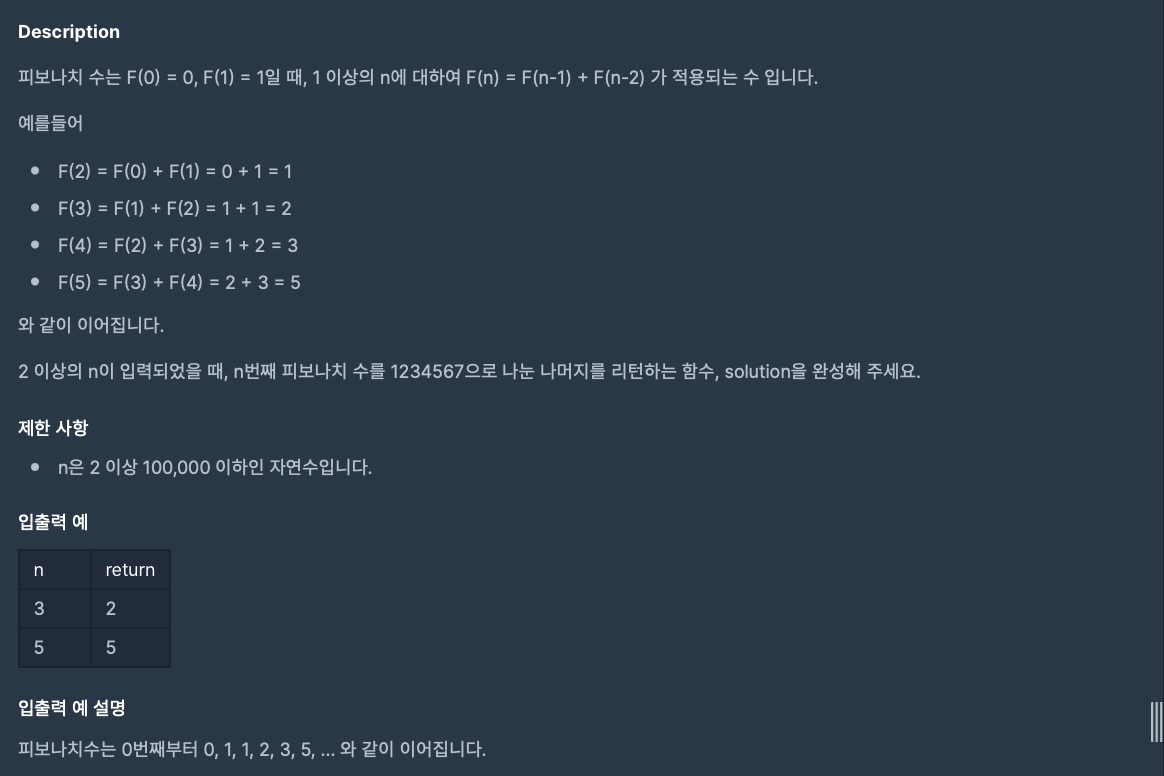 Description
피보나치 수는 F(0) = 0, F(1) = 1일 때, 1 이상의 n에 대하여 F(n) = F(n-1) + F(n-2) 가 적용되는 수 입니다.
예를들어
• F(2) = F(0) + F(1) = 0 + 1 = 1
• F(3) = F(1) + F(2) = 1 + 1 = 2
• F(4) = F(2) + F(3) = 1 + 2 = 3
• F(5) = F(3) + F(4) = 2 + 3 = 5
와 같이 이어집니다.
2 이상의 n이 입력되었을 때, n번째 피보나치 수를 1234567으로 나눈 나머지를 리턴하는 함수, solution을 완성해 주세요.
제한 사항
• n은 2 이상 100,000 이하인 자연수입니다.
입출력 예
n return
3 2
5 5
입출력 예 설명
피보나치수는 0번째부터 0, 1, 1, 2, 3, 5, ... 와 같이 이어집니다.